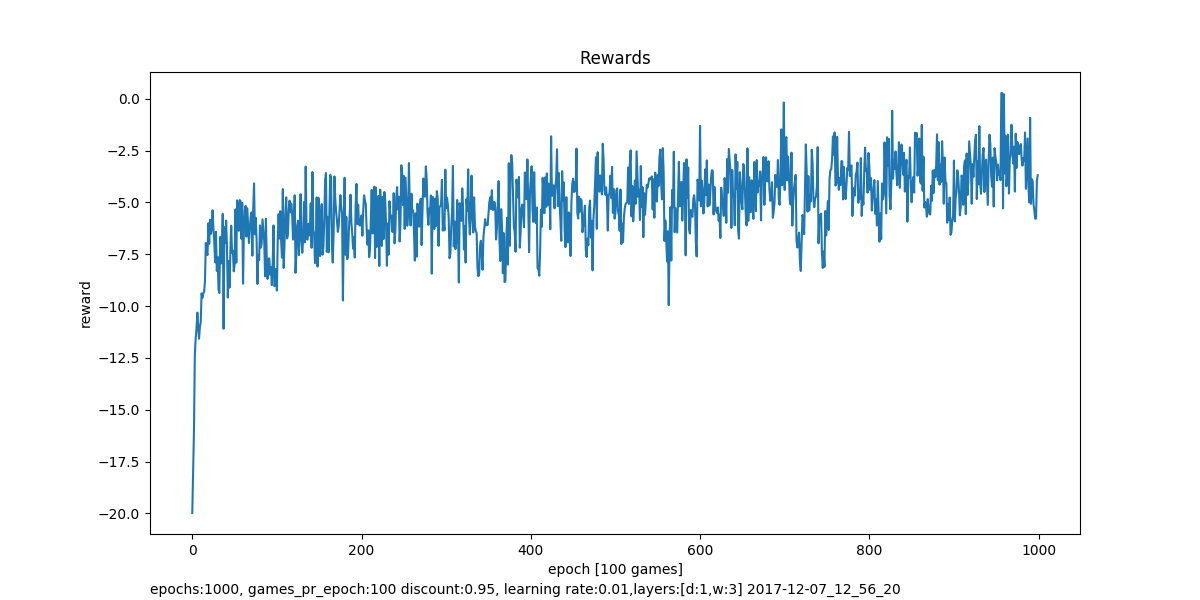 Rewards
0.0
−2.5
−5.0
−7.5
−10.0
−12.5
−15.0
−17.5
−20.0
reward
0 200 400 600 800 1000
epoch [100 games]
epochs:1000, games_pr_epoch:100 discount:0.95, learning rate:0.01,layers:[d:1,w:3] 2017-12-07_12_56_20